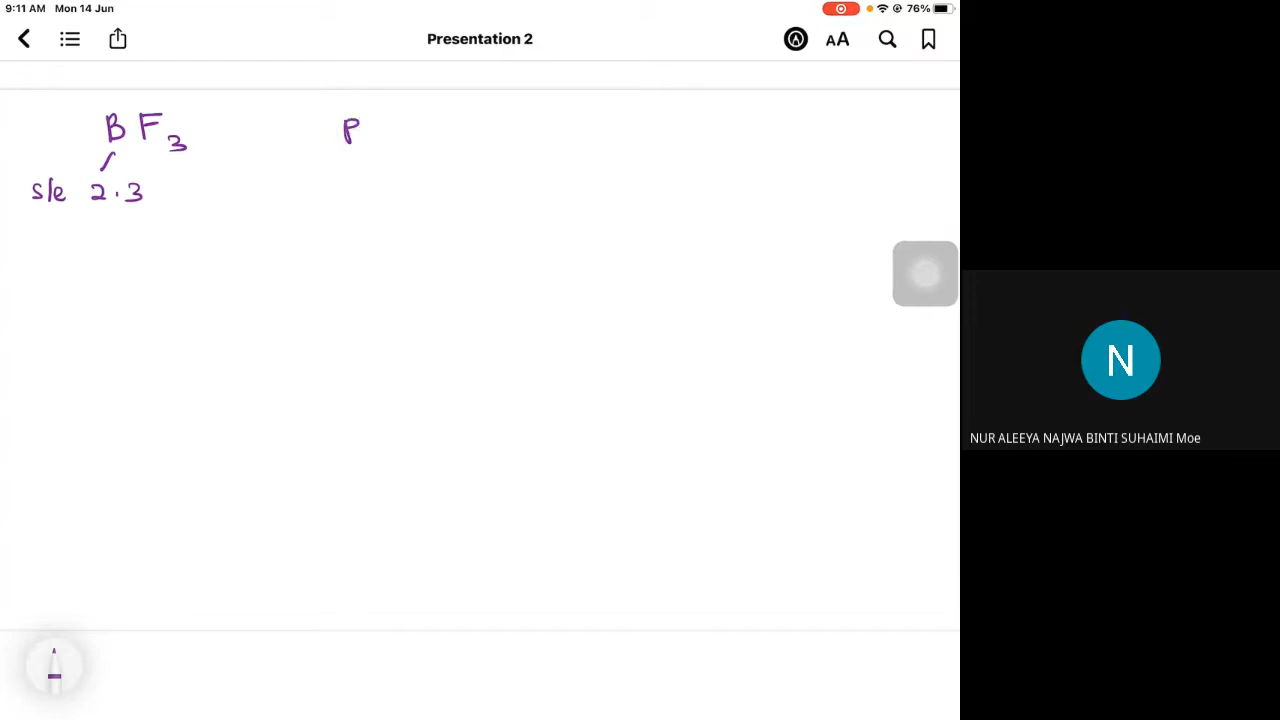 9:11 AM Mon 14 Jun
76%
Presentation 2
AA
BF₃
P
s/e 2.3
N
NUR ALEEYA NAJWA BINTI SUHAIMI Moe